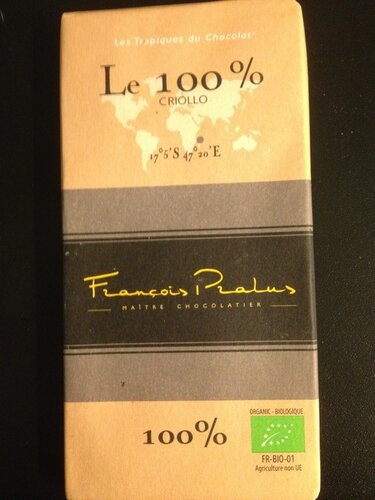 Les Tropiques du Chocolat
Le 100 %
CRIOLLO
17°5'S 47°20'E
François Pralus
MAÎTRE CHOCOLATIER
100%
ORGANIC - BIOLOGIQUE
FR-BIO-01
Agriculture non UE